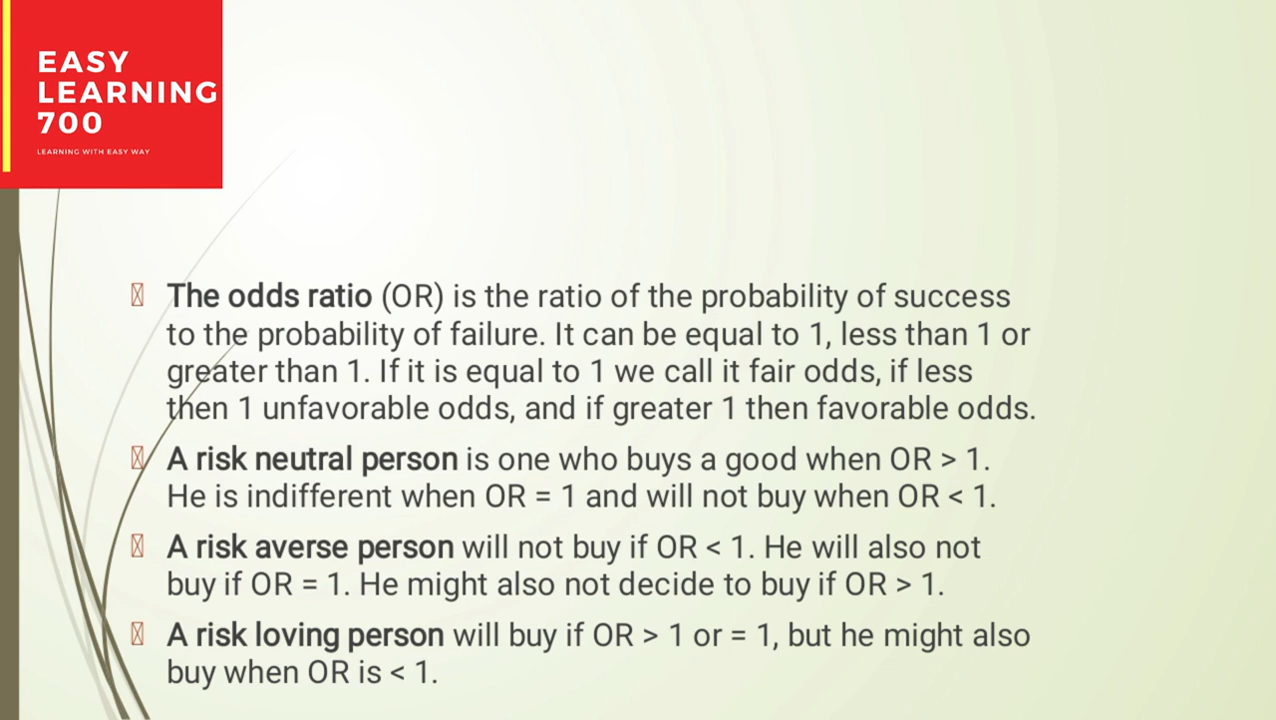 EASY
LEARNING
700
LEARNING WITH EASY WAY
The odds ratio (OR) is the ratio of the probability of success
to the probability of failure. It can be equal to 1, less than 1 or
greater than 1. If it is equal to 1 we call it fair odds, if less
then 1 unfavorable odds, and if greater 1 then favorable odds.
A risk neutral person is one who buys a good when OR > 1.
He is indifferent when OR = 1 and will not buy when OR < 1.
A risk averse person will not buy if OR < 1. He will also not
buy if OR = 1. He might also not decide to buy if OR > 1.
A risk loving person will buy if OR > 1 or = 1, but he might also
buy when OR is < 1.